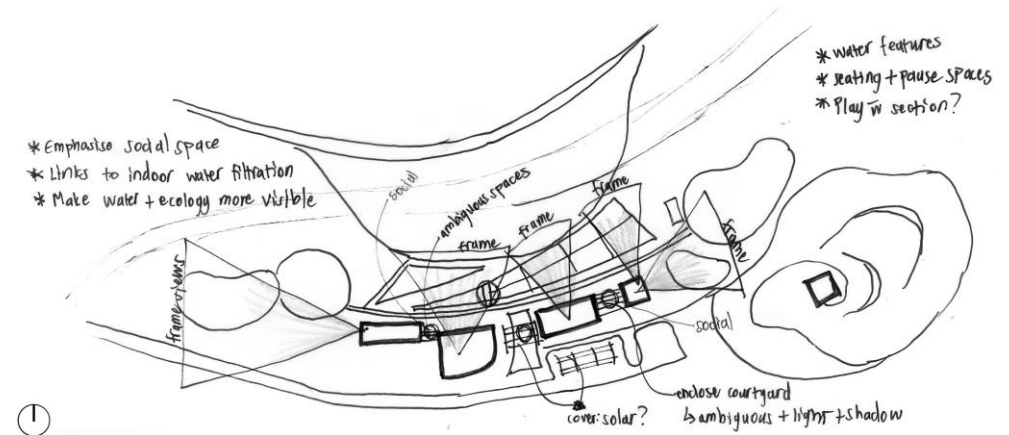 * Water features
* seating + pause spaces
* Play w̄ section?
* Emphasise social space
* Links to indoor water filtration
* Make water + ecology more visible
social
ambiguous spaces
frame
frame
frame
frame
frame views
social
cover: solar?
enclose courtyard
↳ ambiguous + light + shadow